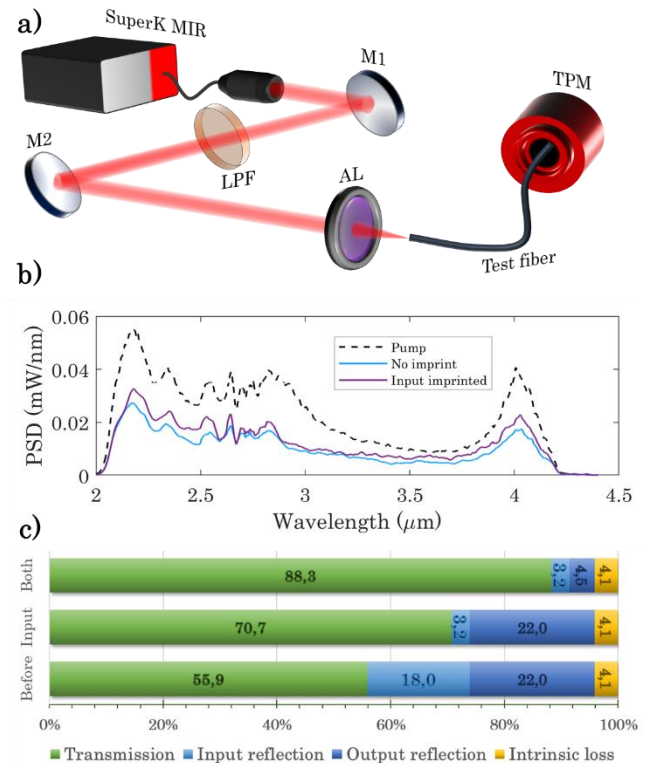 a)
SuperK MIR
M1
TPM
M2
LPF
AL
Test fiber
b)
0.06
0.04
0.02
0
PSD (mW/nm)
Pump
No imprint
Input imprinted
2
2.5
3
3.5
4
4.5
Wavelength (μm)
c)
Both
88,3
3,2
4,5
4,1
Input
70,7
3,2
22,0
4,1
Before
55,9
18,0
22,0
4,1
0%
20%
40%
60%
80%
100%
Transmission
Input reflection
Output reflection
Intrinsic loss